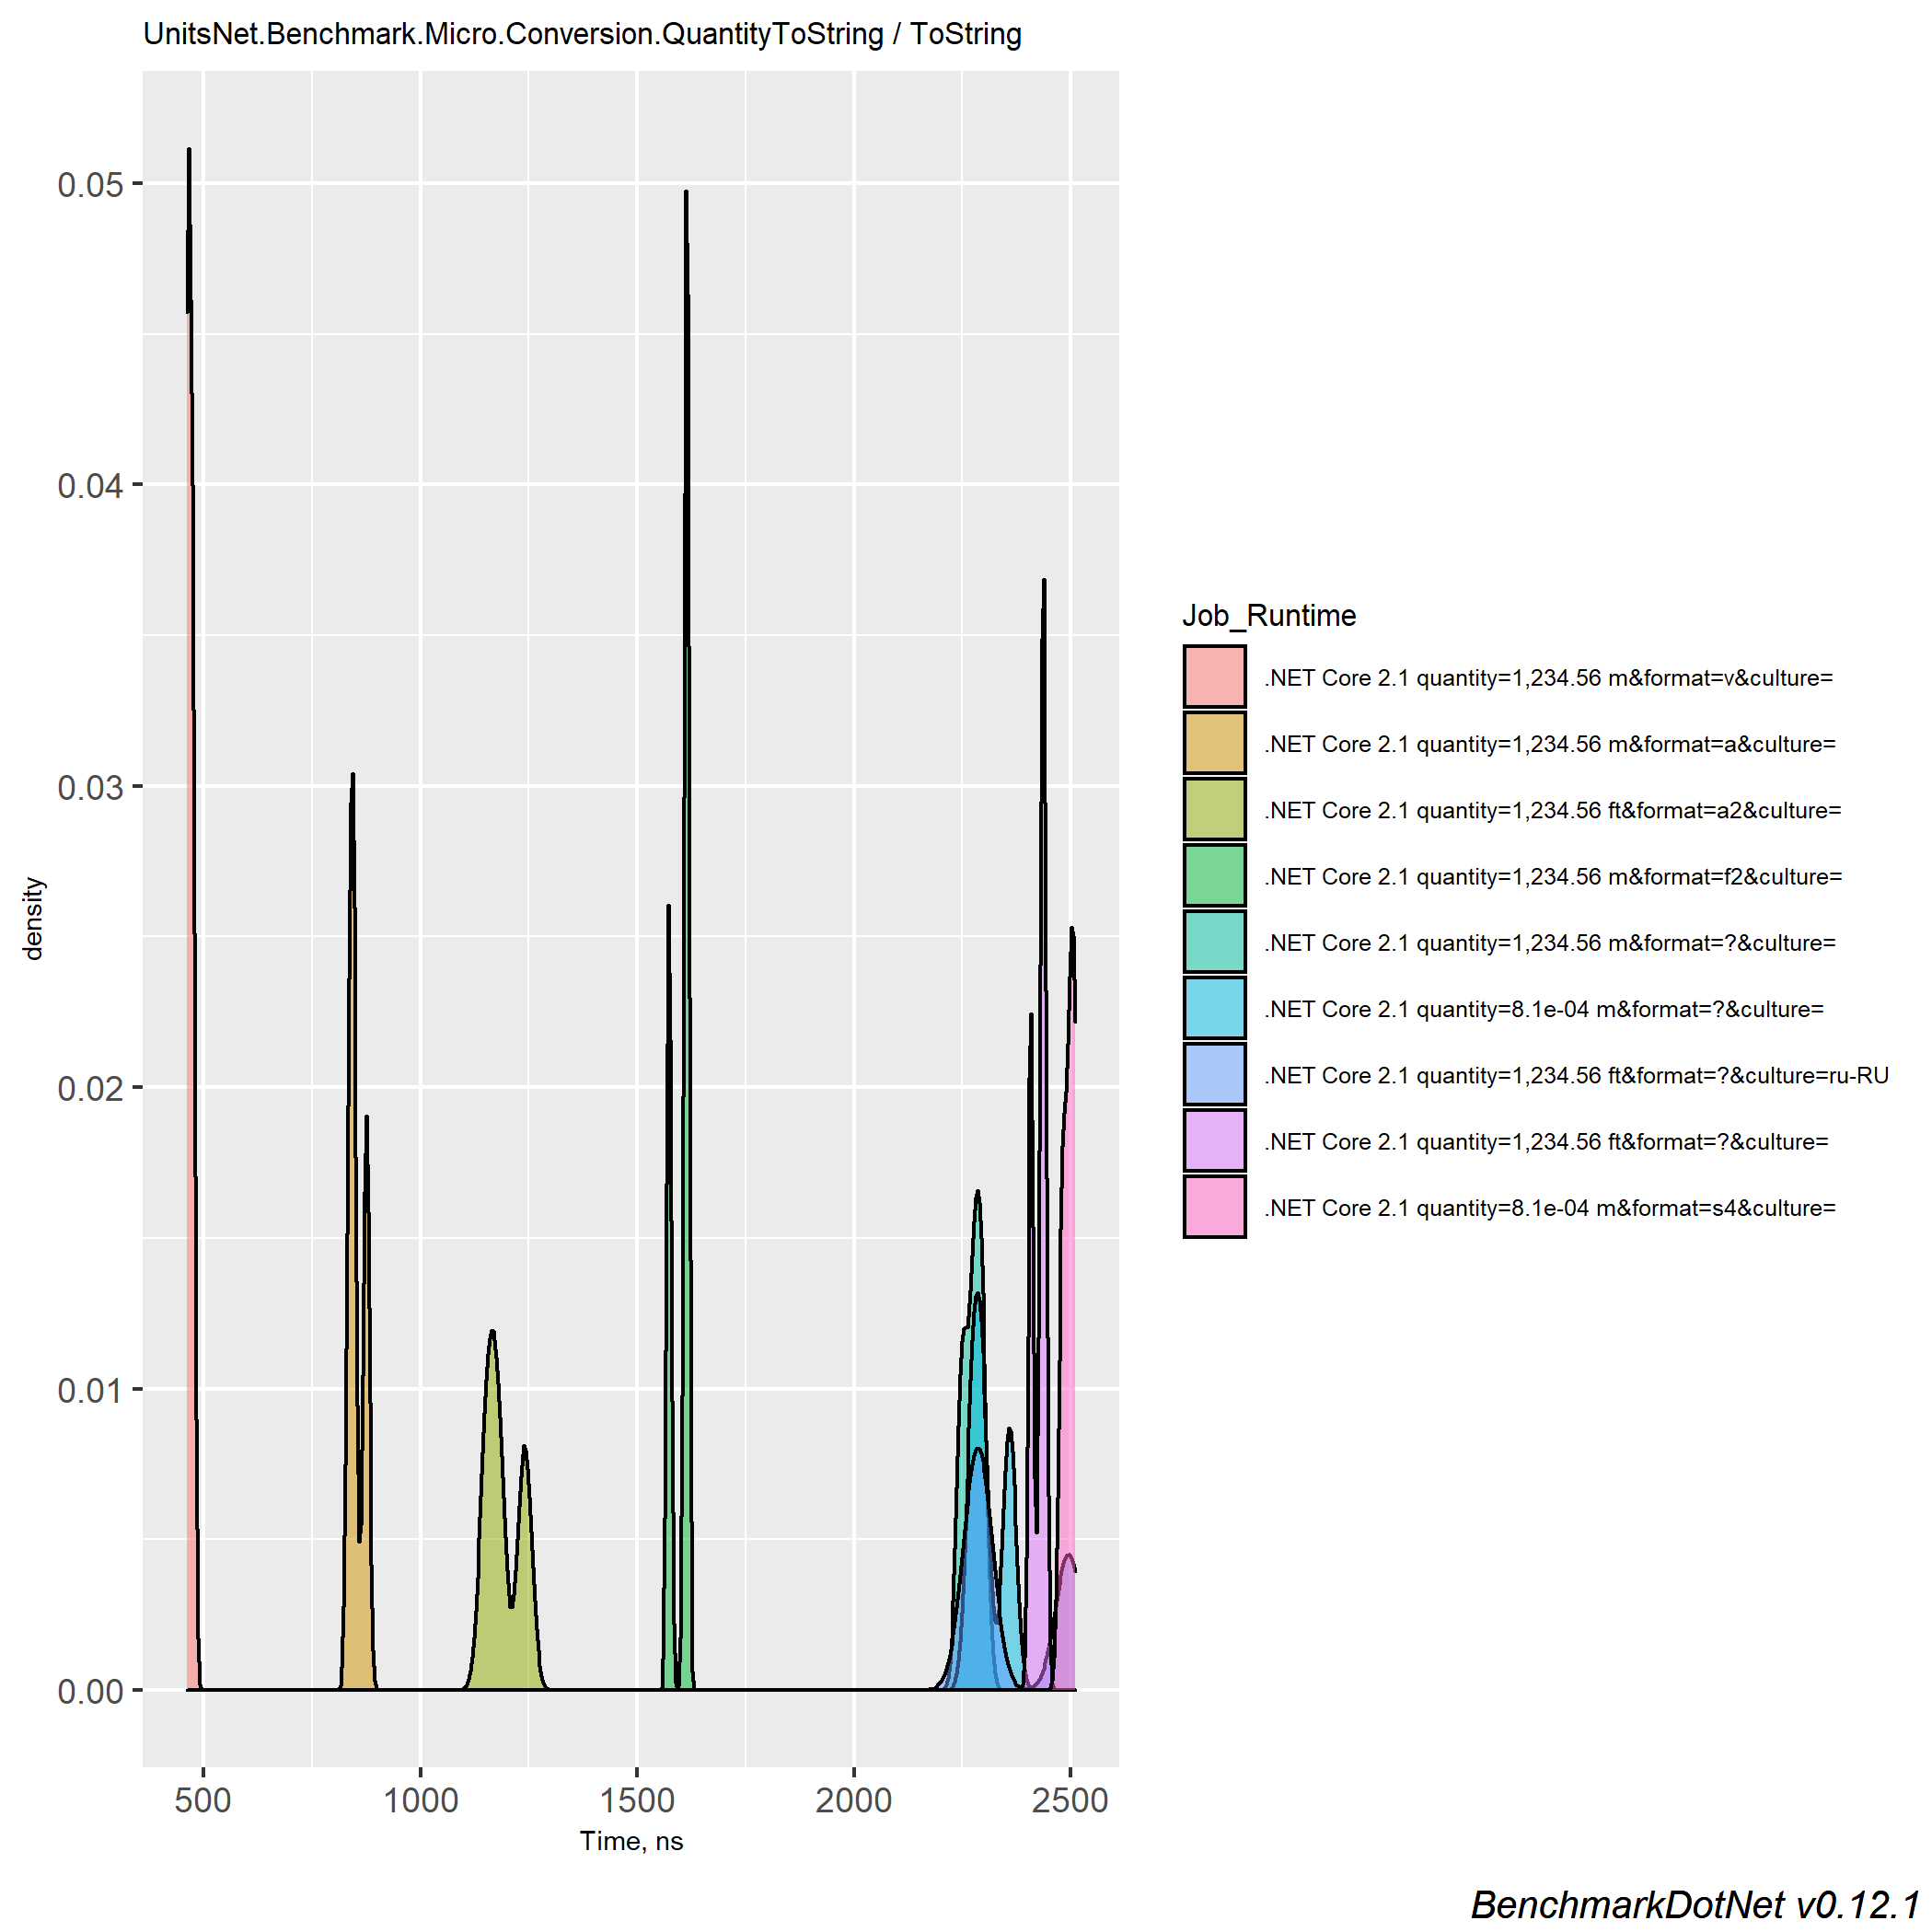 UnitsNet.Benchmark.Micro.Conversion.QuantityToString / ToString
0.05
0.04
0.03
0.02
0.01
0.00
density
500 1000 1500 2000 2500
Time, ns
Job_Runtime
.NET Core 2.1 quantity=1,234.56 m&format=v&culture=
.NET Core 2.1 quantity=1,234.56 m&format=a&culture=
.NET Core 2.1 quantity=1,234.56 ft&format=a2&culture=
.NET Core 2.1 quantity=1,234.56 m&format=f2&culture=
.NET Core 2.1 quantity=1,234.56 m&format=?&culture=
.NET Core 2.1 quantity=8.1e-04 m&format=?&culture=
.NET Core 2.1 quantity=1,234.56 ft&format=?&culture=ru-RU
.NET Core 2.1 quantity=1,234.56 ft&format=?&culture=
.NET Core 2.1 quantity=8.1e-04 m&format=s4&culture=
BenchmarkDotNet v0.12.1